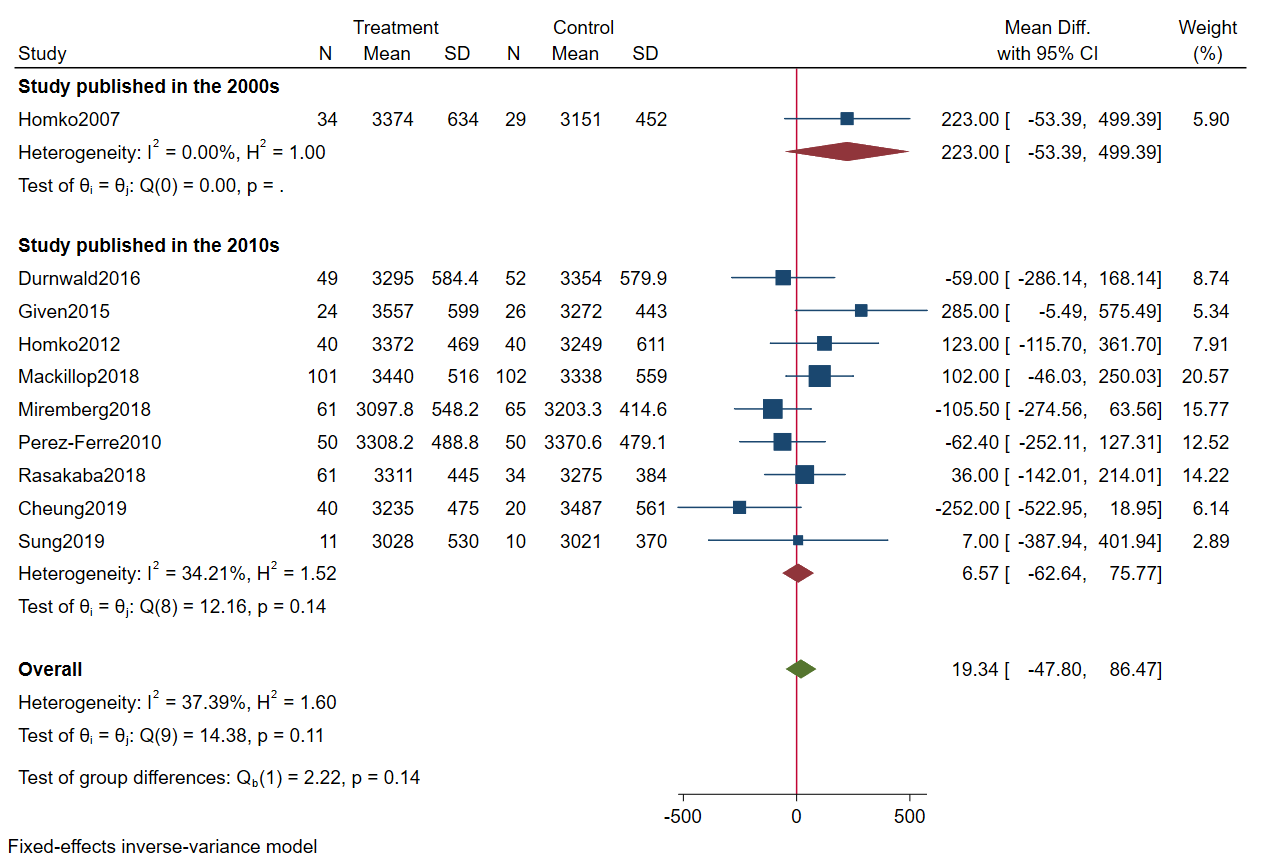 Treatment Control Mean Diff. Weight
Study N Mean SD N Mean SD with 95% CI (%)
Study published in the 2000s
Homko2007 34 3374 634 29 3151 452 223.00 [ -53.39, 499.39] 5.90
Heterogeneity: I² = 0.00%, H² = 1.00 223.00 [ -53.39, 499.39]
Test of θᵢ = θⱼ: Q(0) = 0.00, p = .
Study published in the 2010s
Durnwald2016 49 3295 584.4 52 3354 579.9 -59.00 [ -286.14, 168.14] 8.74
Given2015 24 3557 599 26 3272 443 285.00 [ -5.49, 575.49] 5.34
Homko2012 40 3372 469 40 3249 611 123.00 [ -115.70, 361.70] 7.91
Mackillop2018 101 3440 516 102 3338 559 102.00 [ -46.03, 250.03] 20.57
Miremberg2018 61 3097.8 548.2 65 3203.3 414.6 -105.50 [ -274.56, 63.56] 15.77
Perez-Ferre2010 50 3308.2 488.8 50 3370.6 479.1 -62.40 [ -252.11, 127.31] 12.52
Rasakaba2018 61 3311 445 34 3275 384 36.00 [ -142.01, 214.01] 14.22
Cheung2019 40 3235 475 20 3487 561 -252.00 [ -522.95, 18.95] 6.14
Sung2019 11 3028 530 10 3021 370 7.00 [ -387.94, 401.94] 2.89
Heterogeneity: I² = 34.21%, H² = 1.52 6.57 [ -62.64, 75.77]
Test of θᵢ = θⱼ: Q(8) = 12.16, p = 0.14
Overall 19.34 [ -47.80, 86.47]
Heterogeneity: I² = 37.39%, H² = 1.60
Test of θᵢ = θⱼ: Q(9) = 14.38, p = 0.11
Test of group differences: Q_b(1) = 2.22, p = 0.14
-500 0 500
Fixed-effects inverse-variance model